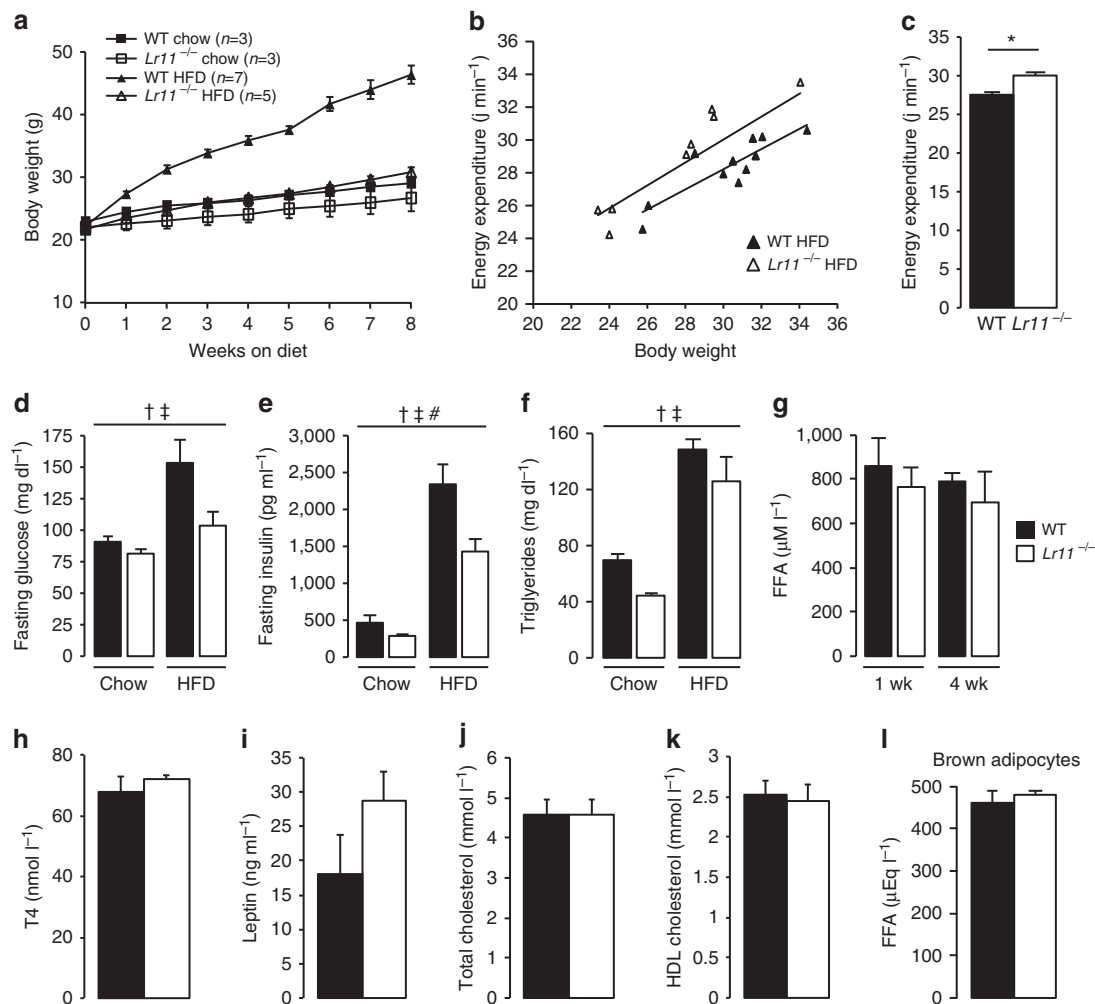 a
WT chow (n=3)
Lr11 −/− chow (n=3)
WT HFD (n=7)
Lr11 −/− HFD (n=5)
50
40
30
20
10
Body weight (g)
0 1 2 3 4 5 6 7 8
Weeks on diet
b
36
34
32
30
28
26
24
22
20
Energy expenditure (j min−1)
WT HFD
Lr11−/− HFD
20 22 24 26 28 30 32 34 36
Body weight
c
*
35
30
25
20
15
10
5
0
Energy expenditure (j min−1)
WT Lr11−/−
d
† ‡
175
150
125
100
75
50
25
0
Fasting glucose (mg dl−1)
Chow HFD
e
† ‡ #
3,000
2,500
2,000
1,500
1,000
500
0
Fasting insulin (pg ml−1)
Chow HFD
f
† ‡
160
120
80
40
0
Triglyerides (mg dl−1)
Chow HFD
g
1,000
800
600
400
200
0
FFA (μM l−1)
1 wk 4 wk
WT
Lr11−/−
h
80
60
40
20
0
T4 (nmol l−1)
i
35
30
25
20
15
10
5
0
Leptin (ng ml−1)
j
6
5
4
3
2
1
0
Total cholesterol (mmol l−1)
k
3
2.5
2
1.5
1
0.5
0
HDL cholesterol (mmol l−1)
l
Brown adipocytes
500
400
300
200
100
0
FFA (μEq l−1)